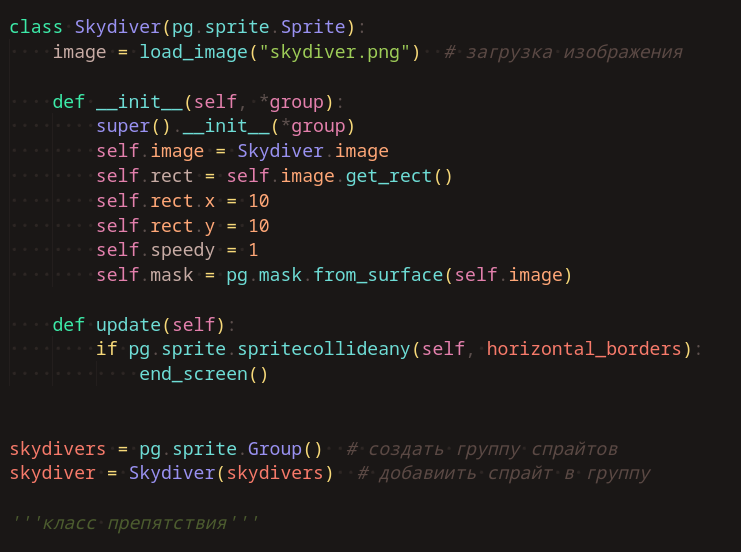 class Skydiver(pg.sprite.Sprite):
    image = load_image("skydiver.png")  # загрузка изображения
    def __init__(self, *group):
        super().__init__(*group)
        self.image = Skydiver.image
        self.rect = self.image.get_rect()
        self.rect.x = 10
        self.rect.y = 10
        self.speedy = 1
        self.mask = pg.mask.from_surface(self.image)
    def update(self):
        if pg.sprite.spritecollideany(self, horizontal_borders):
            end_screen()
skydivers = pg.sprite.Group()  # создать группу спрайтов
skydiver = Skydiver(skydivers)  # добавиить спрайт в группу
'''класс препятствия'''